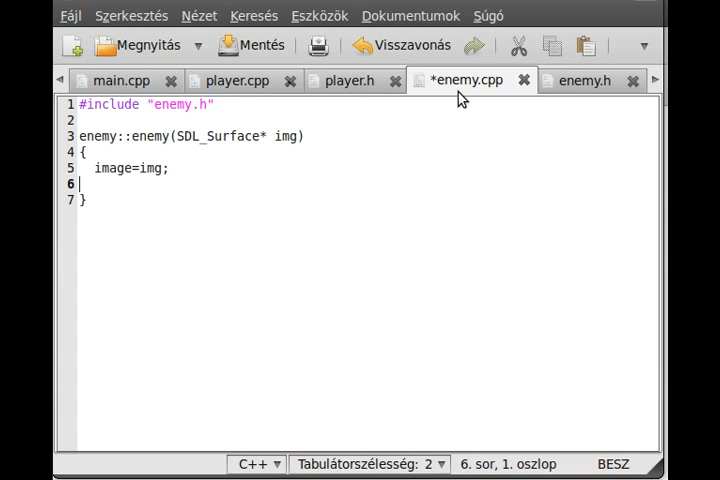 Fájl Szerkesztés Nézet Keresés Eszközök Dokumentumok Súgó
Megnyitás Mentés Visszavonás
main.cpp player.cpp player.h *enemy.cpp enemy.h
1 #include "enemy.h"
2
3 enemy::enemy(SDL_Surface* img)
4 {
5 image=img;
6
7 }
C++ Tabulátorszélesség: 2 6. sor, 1. oszlop BESZ